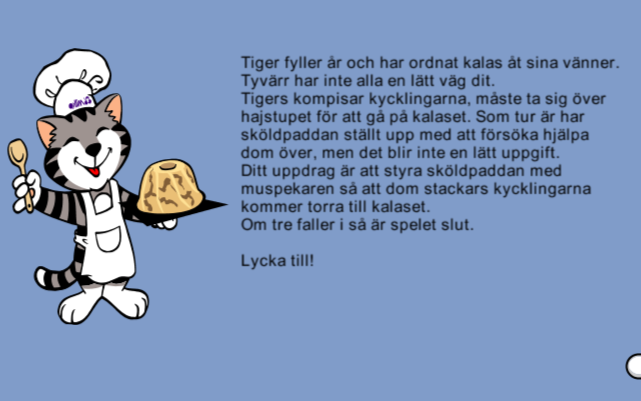 Tiger fyller år och har ordnat kalas åt sina vänner.
Tyvärr har inte alla en lätt väg dit.
Tigers kompisar kycklingarna, måste ta sig över
hajstupet för att gå på kalaset. Som tur är har
sköldpaddan ställt upp med att försöka hjälpa
dom över, men det blir inte en lätt uppgift.
Ditt uppdrag är att styra sköldpaddan med
muspekaren så att dom stackars kycklingarna
kommer torra till kalaset.
Om tre faller i så är spelet slut.
Lycka till!